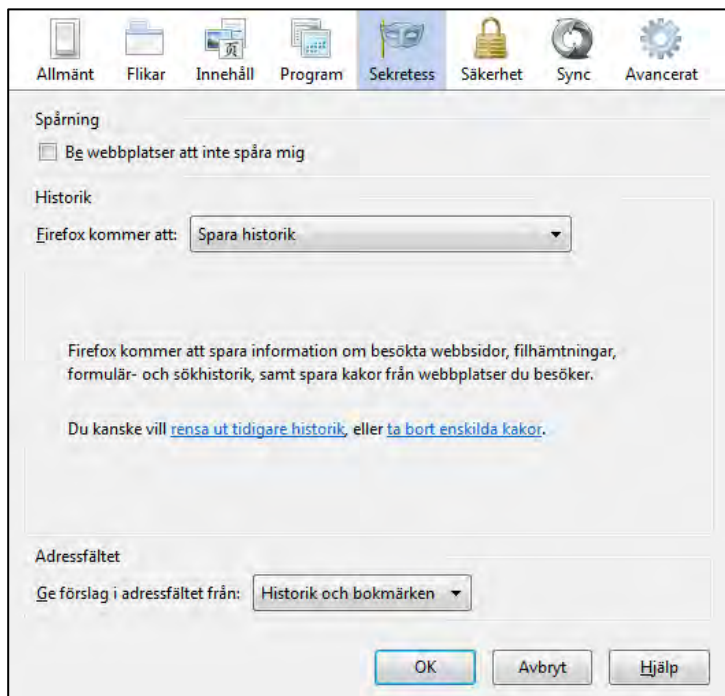 Allmänt Flikar Innehåll Program Sekretess Säkerhet Sync Avancerat
Spårning
Be webbplatser att inte spåra mig
Historik
Firefox kommer att: Spara historik
Firefox kommer att spara information om besökta webbsidor, filhämtningar,
formulär- och sökhistorik, samt spara kakor från webbplatser du besöker.
Du kanske vill rensa ut tidigare historik, eller ta bort enskilda kakor.
Adressfältet
Ge förslag i adressfältet från: Historik och bokmärken
OK Avbryt Hjälp